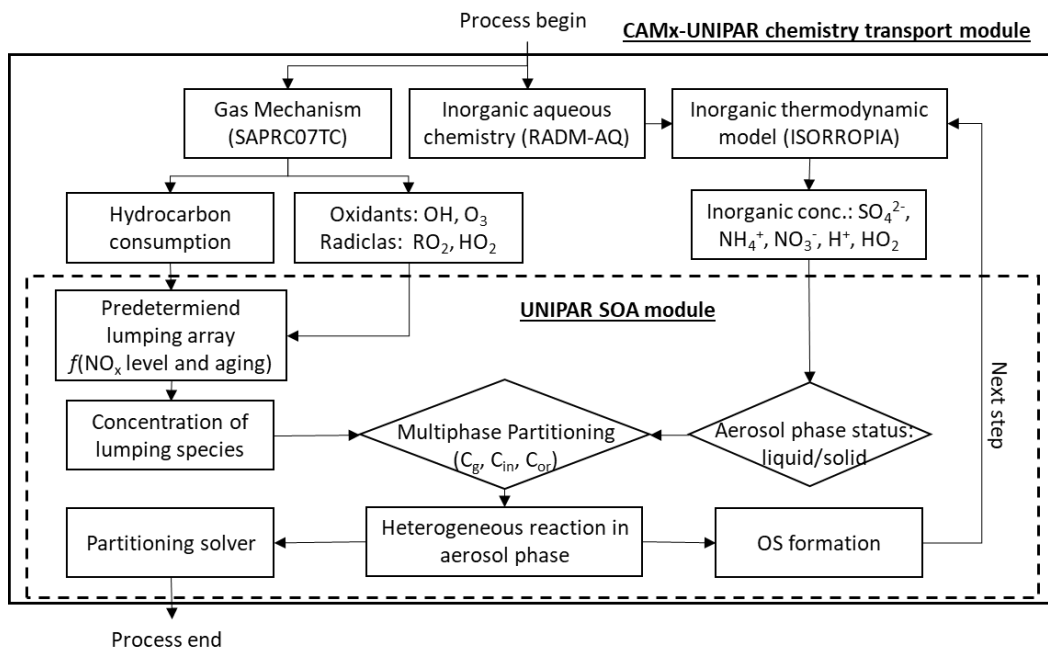 Process begin
CAMx-UNIPAR chemistry transport module
Gas Mechanism
(SAPRC07TC)
Inorganic aqueous
chemistry (RADM-AQ)
Inorganic thermodynamic
model (ISORROPIA)
Hydrocarbon
consumption
Oxidants: OH, O₃
Radiclas: RO₂, HO₂
Inorganic conc.: SO₄²⁻,
NH₄⁺, NO₃⁻, H⁺, HO₂
UNIPAR SOA module
Predetermiend
lumping array
f(NOₓ level and aging)
Concentration of
lumping species
Multiphase Partitioning
(C_g, C_in, C_or)
Aerosol phase status:
liquid/solid
Next step
Partitioning solver
Heterogeneous reaction in
aerosol phase
OS formation
Process end